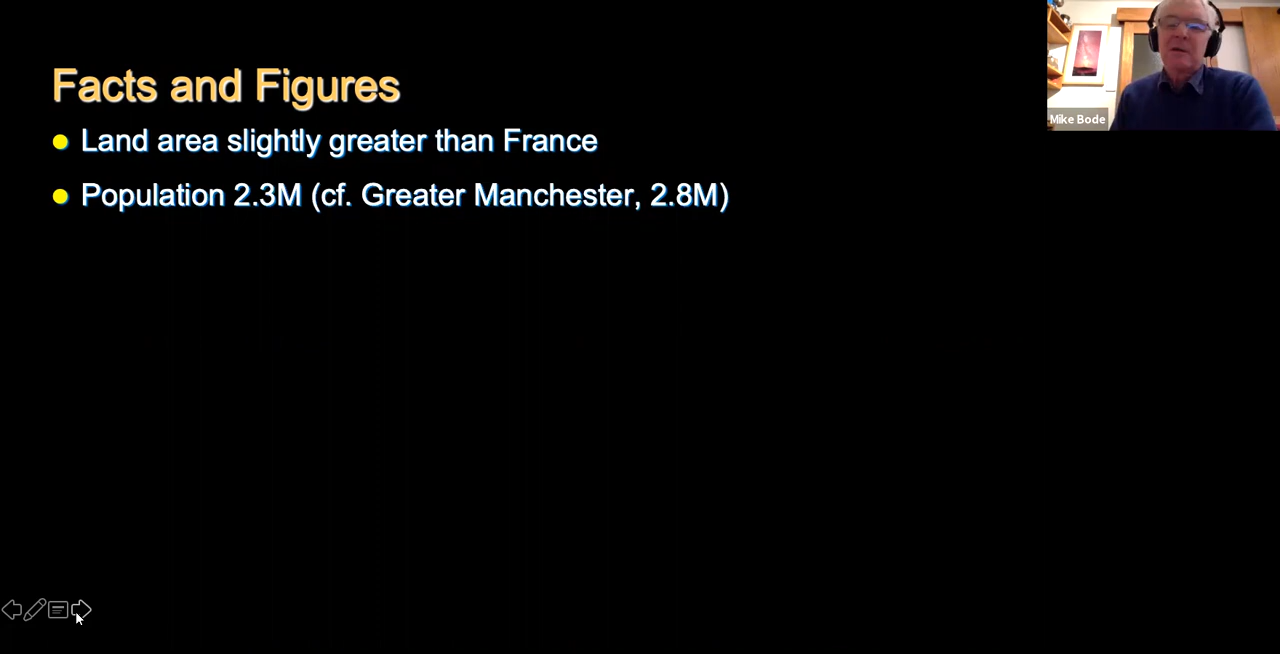 Facts and Figures
Land area slightly greater than France
Population 2.3M (cf. Greater Manchester, 2.8M)
Mike Bode